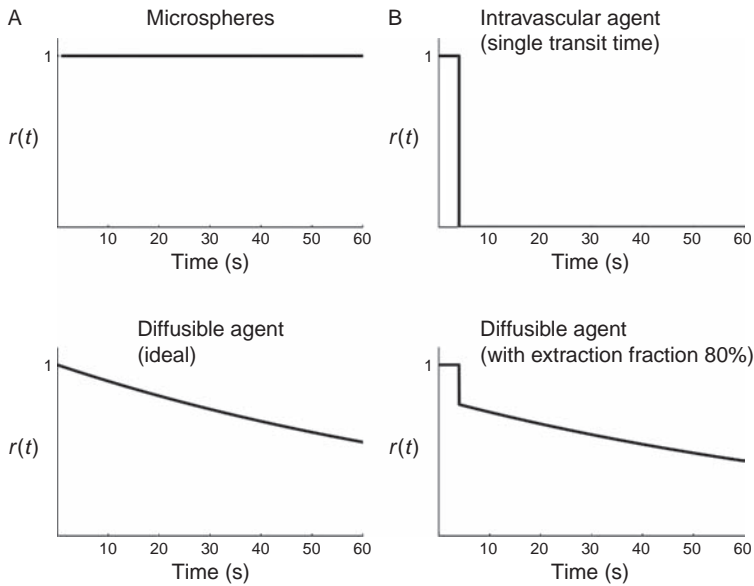 A
Microspheres
1
r(t)
10 20 30 40 50 60
Time (s)
B
Intravascular agent
(single transit time)
1
r(t)
10 20 30 40 50 60
Time (s)
Diffusible agent
(ideal)
1
r(t)
10 20 30 40 50 60
Time (s)
Diffusible agent
(with extraction fraction 80%)
1
r(t)
10 20 30 40 50 60
Time (s)